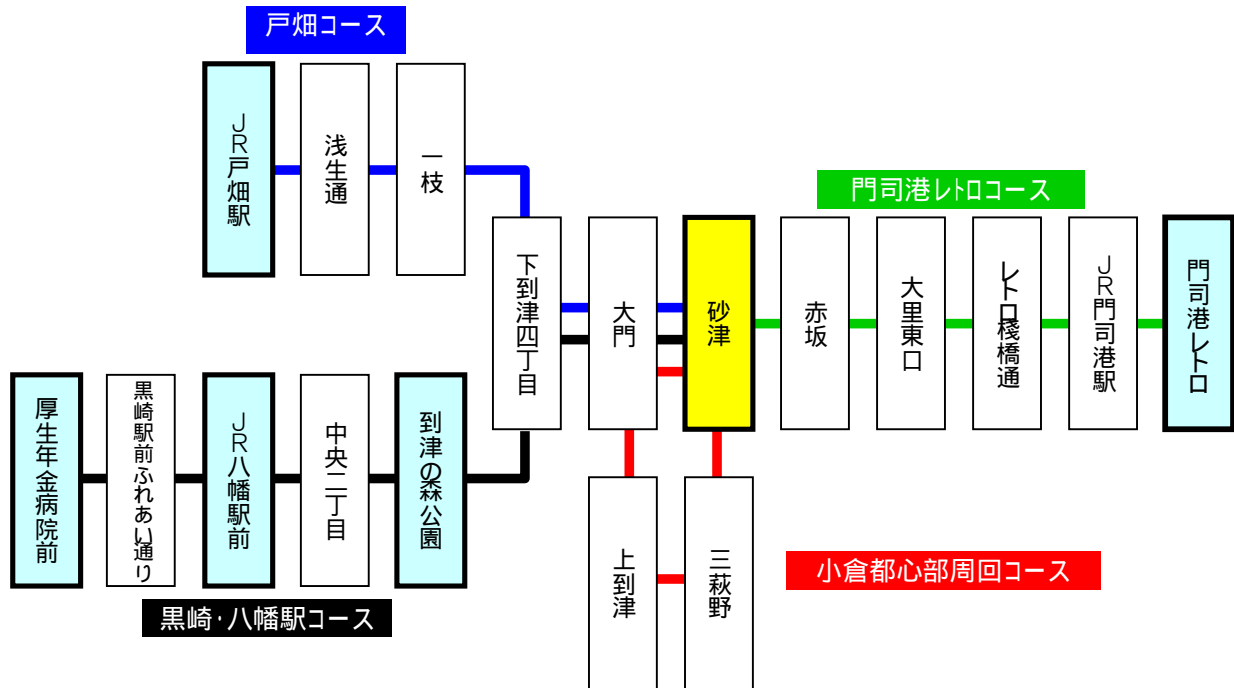 戸畑コース
JR戸畑駅
浅生通
一枝
門司港レトロコース
下到津四丁目
大門
砂津
赤坂
大里東口
レトロ棧橋通
JR門司港駅
門司港レトロ
厚生年金病院前
黒崎駅前ふれあい通り
JR八幡駅前
中央二丁目
到津の森公園
上到津
三萩野
小倉都心部周回コース
黒崎・八幡駅コース